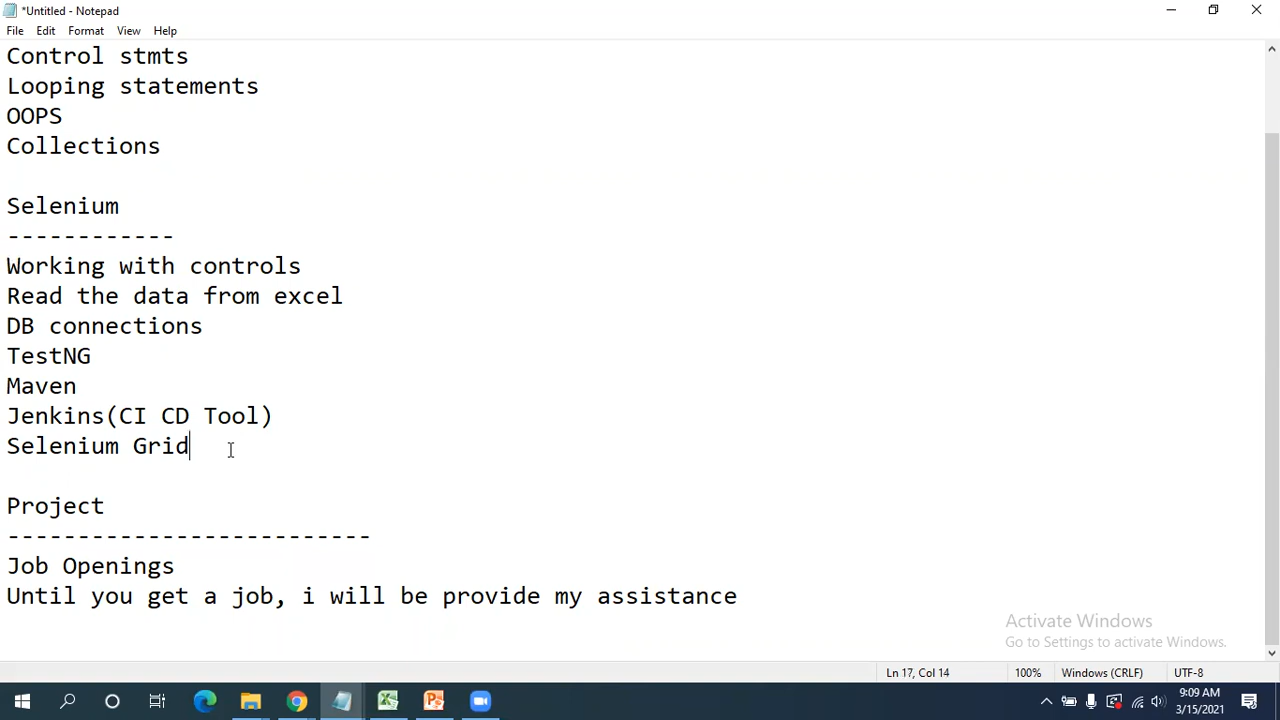 *Untitled - Notepad
File Edit Format View Help
Control stmts
Looping statements
OOPS
Collections
Selenium
------------
Working with controls
Read the data from excel
DB connections
TestNG
Maven
Jenkins(CI CD Tool)
Selenium Grid
Project
--------------------------
Job Openings
Until you get a job, i will be provide my assistance
Activate Windows
Go to Settings to activate Windows.
Ln 17, Col 14 100% Windows (CRLF) UTF-8
9:09 AM
3/15/2021